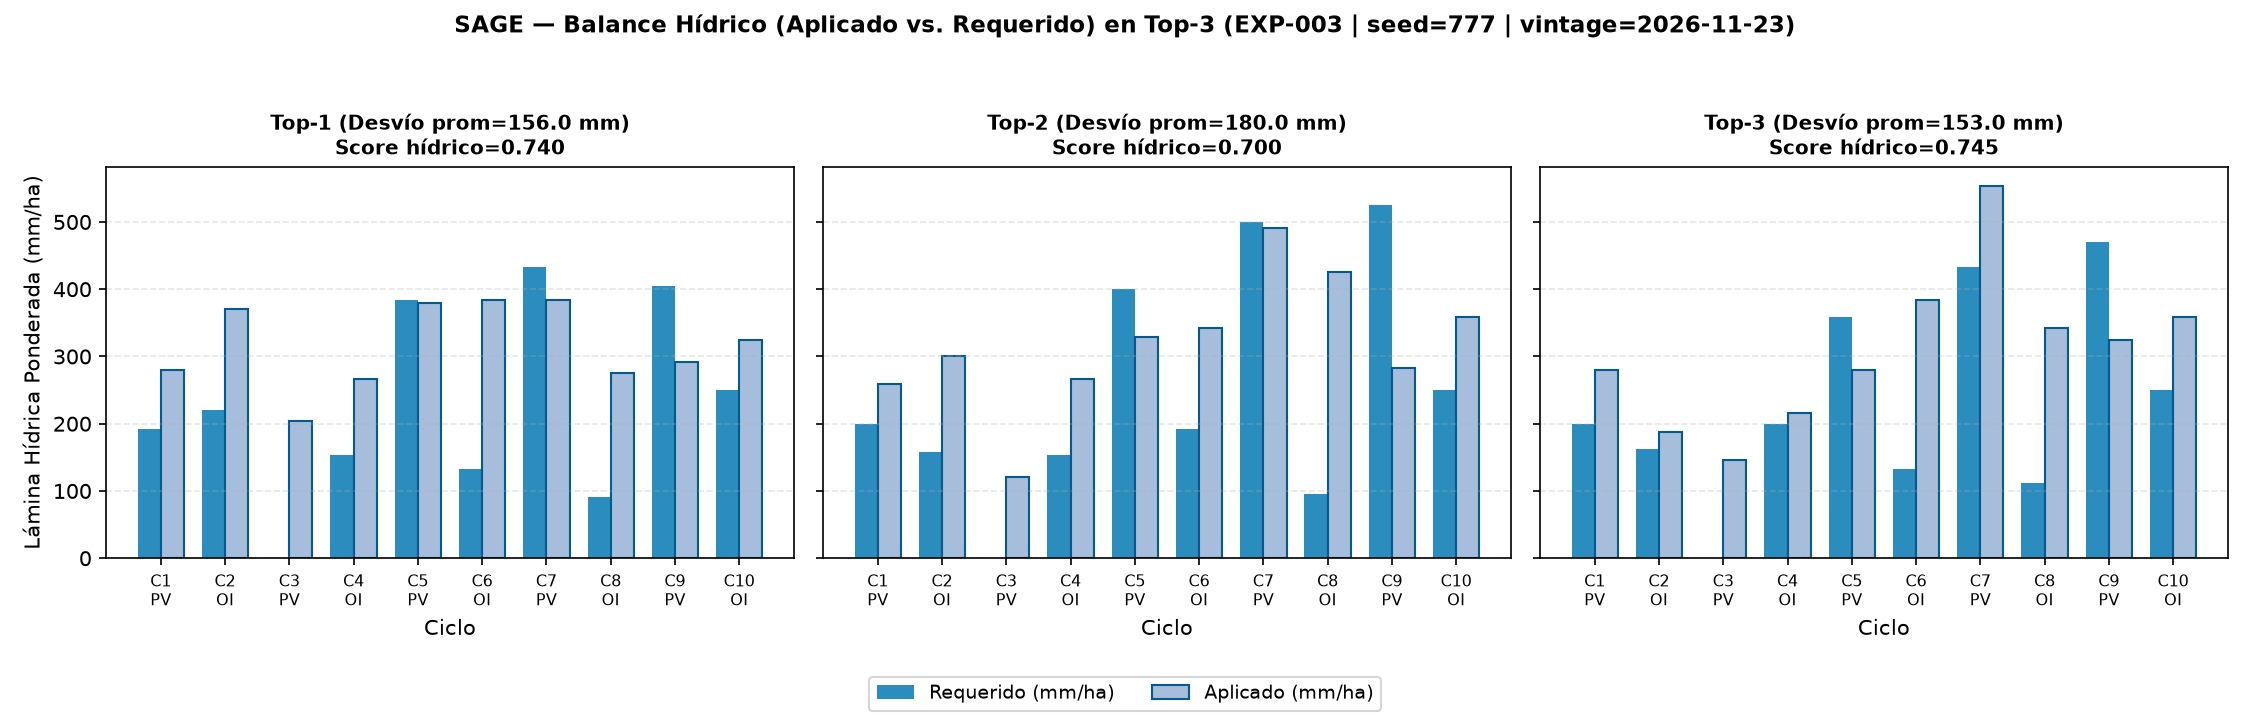 SAGE — Balance Hídrico (Aplicado vs. Requerido) en Top-3 (EXP-003 | seed=777 | vintage=2026-11-23)
Top-1 (Desvío prom=156.0 mm)
Score hídrico=0.740
Top-2 (Desvío prom=180.0 mm)
Score hídrico=0.700
Top-3 (Desvío prom=153.0 mm)
Score hídrico=0.745
Lámina Hídrica Ponderada (mm/ha)
500
400
300
200
100
0
C1 C2 C3 C4 C5 C6 C7 C8 C9 C10
PV OI PV OI PV OI PV OI PV OI
Ciclo
C1 C2 C3 C4 C5 C6 C7 C8 C9 C10
PV OI PV OI PV OI PV OI PV OI
Ciclo
C1 C2 C3 C4 C5 C6 C7 C8 C9 C10
PV OI PV OI PV OI PV OI PV OI
Ciclo
Requerido (mm/ha) Aplicado (mm/ha)